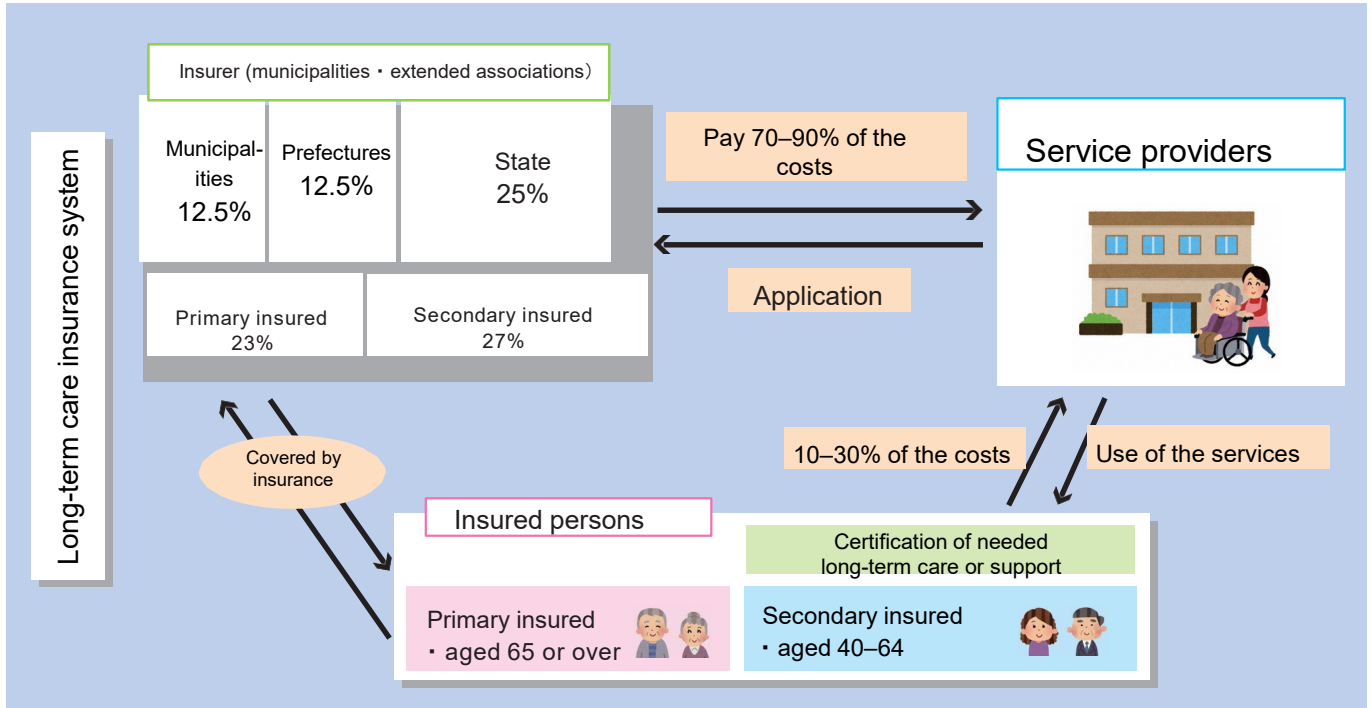 Long-term care insurance system
Insurer (municipalities・extended associations）
Municipal-
ities
12.5%
Prefectures
12.5%
State
25%
Primary insured
23%
Secondary insured
27%
Pay 70–90% of the
costs
Application
Service providers
Covered by
insurance
10–30% of the costs
Use of the services
Insured persons
Certification of needed
long-term care or support
Primary insured
・aged 65 or over
Secondary insured
・aged 40–64